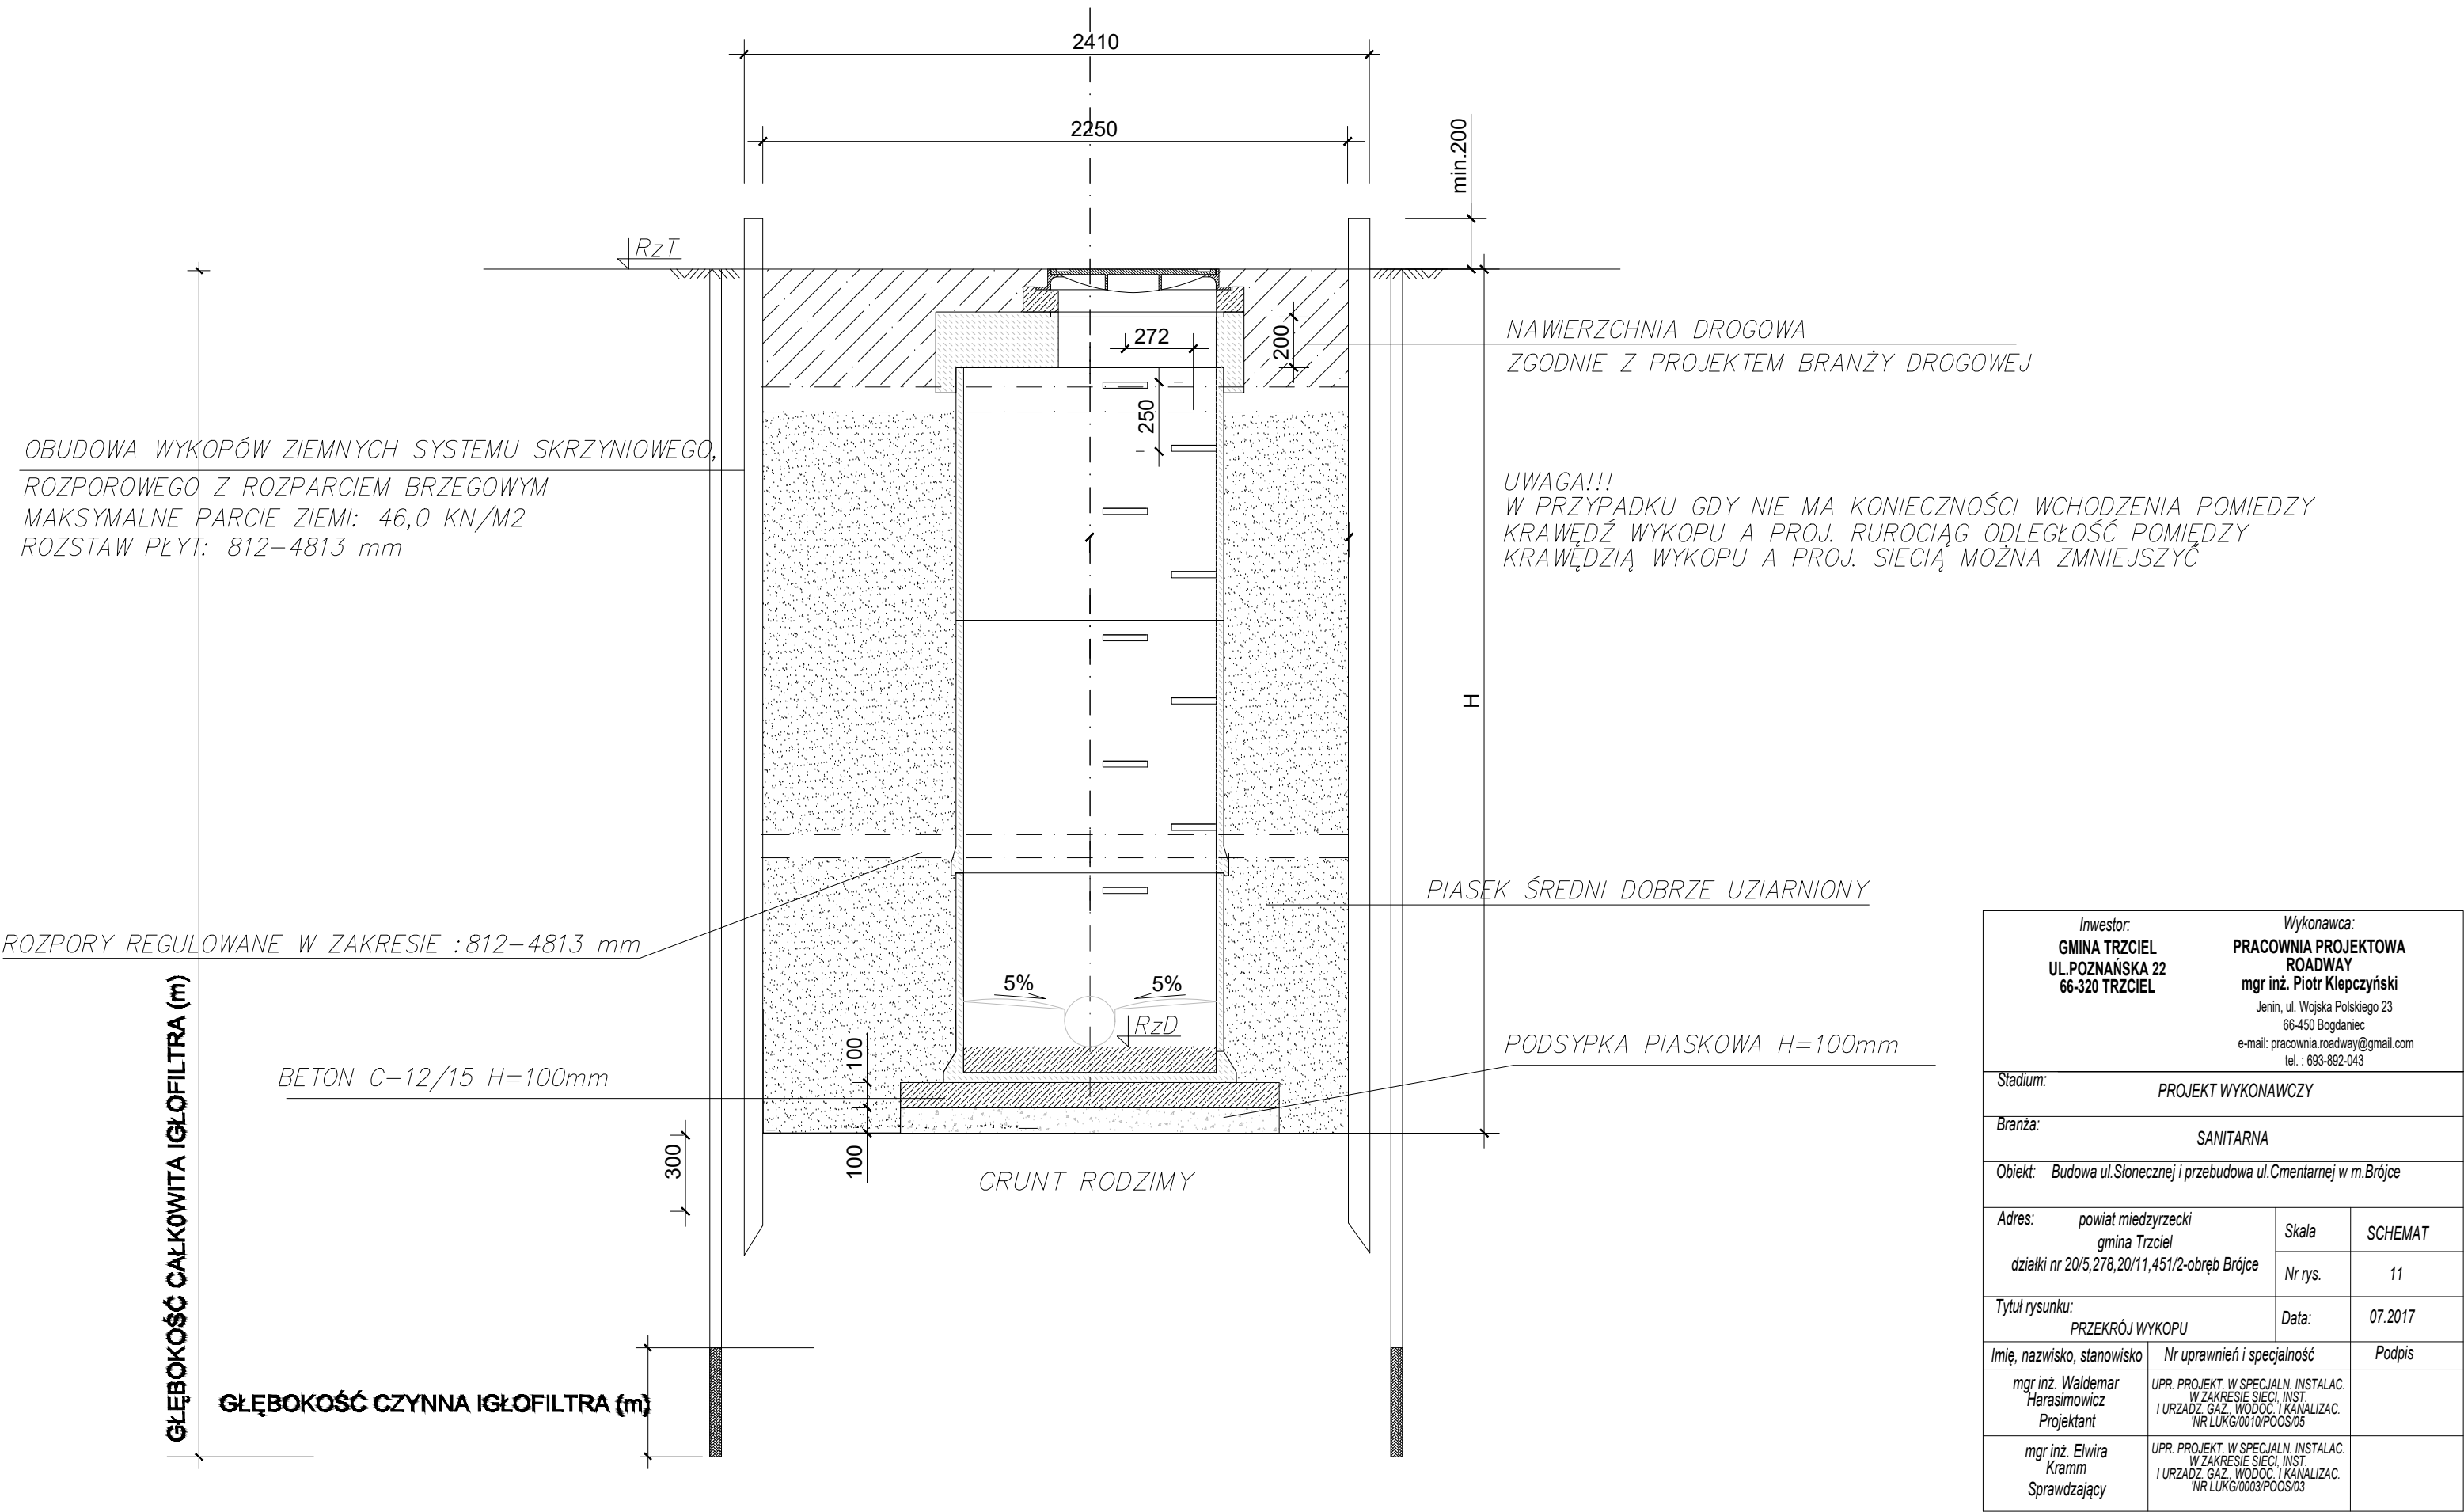 2410
2250
min.200
RzT
272
200
250
NAWIERZCHNIA DROGOWA
ZGODNIE Z PROJEKTEM BRANŻY DROGOWEJ
OBUDOWA WYKOPÓW ZIEMNYCH SYSTEMU SKRZYNIOWEGO,
ROZPOROWEGO Z ROZPARCIEM BRZEGOWYM
MAKSYMALNE PARCIE ZIEMI: 46,0 KN/M2
ROZSTAW PŁYT: 812-4813 mm
UWAGA!!!
W PRZYPADKU GDY NIE MA KONIECZNOŚCI WCHODZENIA POMIEDZY
KRAWĘDŹ WYKOPU A PROJ. RUROCIĄG ODLEGŁOŚĆ POMIĘDZY
KRAWĘDZIĄ WYKOPU A PROJ. SIECIĄ MOŻNA ZMNIEJSZYĆ
H
PIASEK ŚREDNI DOBRZE UZIARNIONY
ROZPORY REGULOWANE W ZAKRESIE :812-4813 mm
5%
5%
RzD
PODSYPKA PIASKOWA H=100mm
BETON C-12/15 H=100mm
100
100
300
GRUNT RODZIMY
GŁĘBOKOŚĆ CAŁK0WITA IGŁOFILTRA (m)
GŁĘBOKOŚĆ CZYNNA IGŁOFILTRA (m)
Inwestor:
GMINA TRZCIEL
UL.POZNAŃSKA 22
66-320 TRZCIEL
Wykonawca:
PRACOWNIA PROJEKTOWA
ROADWAY
mgr inż. Piotr Klepczyński
Jenin, ul. Wojska Polskiego 23
66-450 Bogdaniec
e-mail: pracownia.roadway@gmail.com
tel. : 693-892-043
Stadium:
PROJEKT WYKONAWCZY
Branża:
SANITARNA
Obiekt: Budowa ul.Słonecznej i przebudowa ul.Cmentarnej w m.Brójce
Adres: powiat miedzyrzecki
gmina Trzciel
działki nr 20/5,278,20/11,451/2-obręb Brójce
Skala
SCHEMAT
Nr rys.
11
Tytuł rysunku:
PRZEKRÓJ WYKOPU
Data:
07.2017
Imię, nazwisko, stanowisko
Nr uprawnień i specjalność
Podpis
mgr inż. Waldemar
Harasimowicz
Projektant
UPR. PROJEKT. W SPECJALN. INSTALAC.
W ZAKRESIE SIECI, INST.
I URZADZ. GAZ., WODOC. I KANALIZAC.
'NR LUKG/0010/POOS/05
mgr inż. Elwira
Kramm
Sprawdzający
UPR. PROJEKT. W SPECJALN. INSTALAC.
W ZAKRESIE SIECI, INST.
I URZADZ. GAZ., WODOC. I KANALIZAC.
'NR LUKG/0003/POOS/03